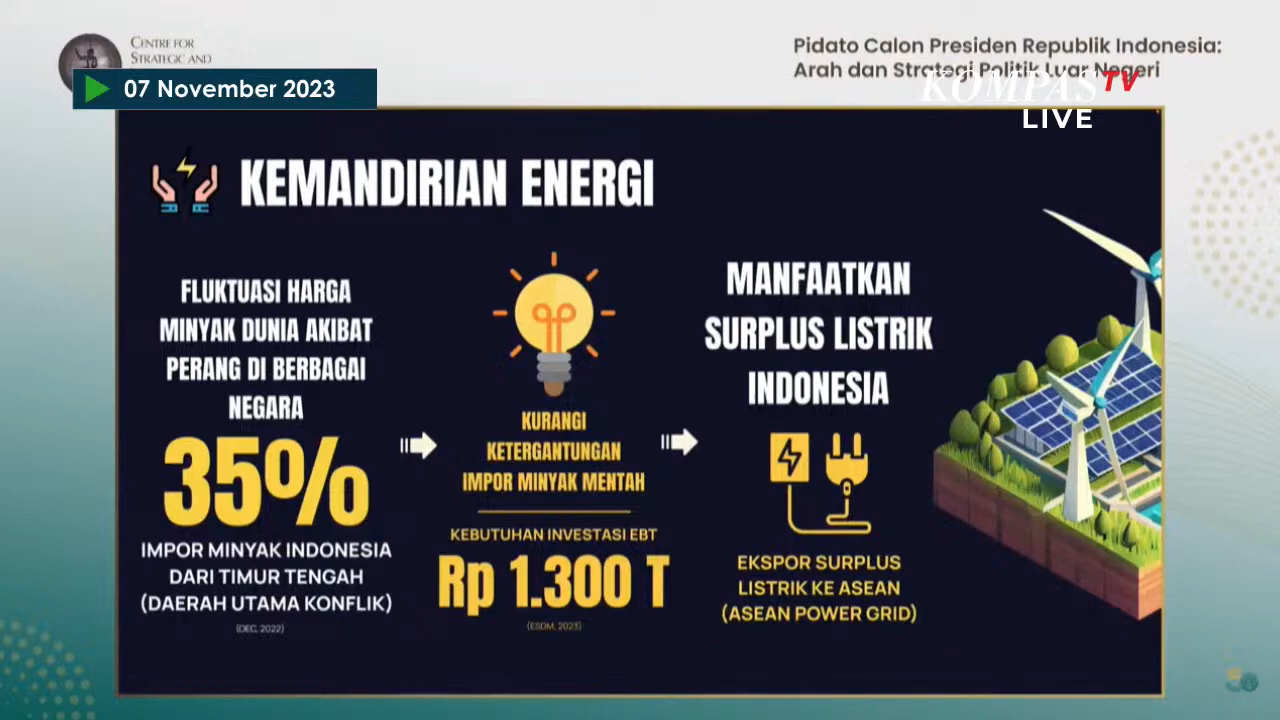 CENTRE FOR
STRATEGIC AND
07 November 2023
Pidato Calon Presiden Republik Indonesia:
Arah dan Strategi Politik Luar Negeri
KOMPAS TV
LIVE
KEMANDIRIAN ENERGI
FLUKTUASI HARGA
MINYAK DUNIA AKIBAT
PERANG DI BERBAGAI
NEGARA
35%
IMPOR MINYAK INDONESIA
DARI TIMUR TENGAH
(DAERAH UTAMA KONFLIK)
(DEC, 2022)
KURANGI
KETERGANTUNGAN
IMPOR MINYAK MENTAH
KEBUTUHAN INVESTASI EBT
Rp 1.300 T
(ESDM, 2023)
MANFAATKAN
SURPLUS LISTRIK
INDONESIA
EKSPOR SURPLUS
LISTRIK KE ASEAN
(ASEAN POWER GRID)